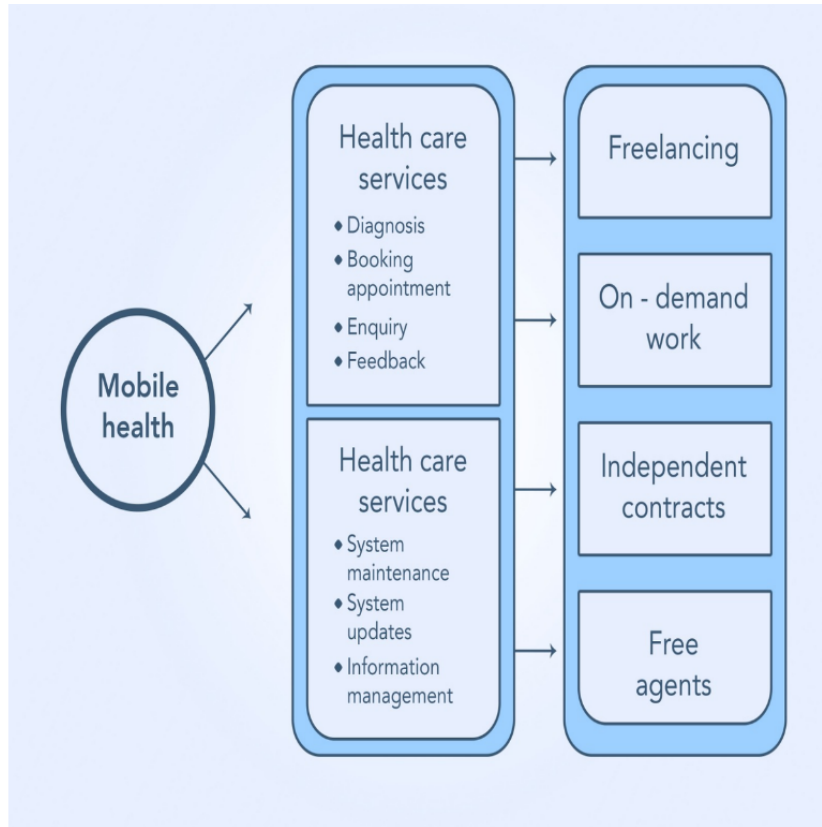 Mobile
health
Health care
services
• Diagnosis
• Booking
appointment
• Enquiry
• Feedback
Health care
services
• System
maintenance
• System
updates
• Information
management
Freelancing
On - demand
work
Independent
contracts
Free
agents